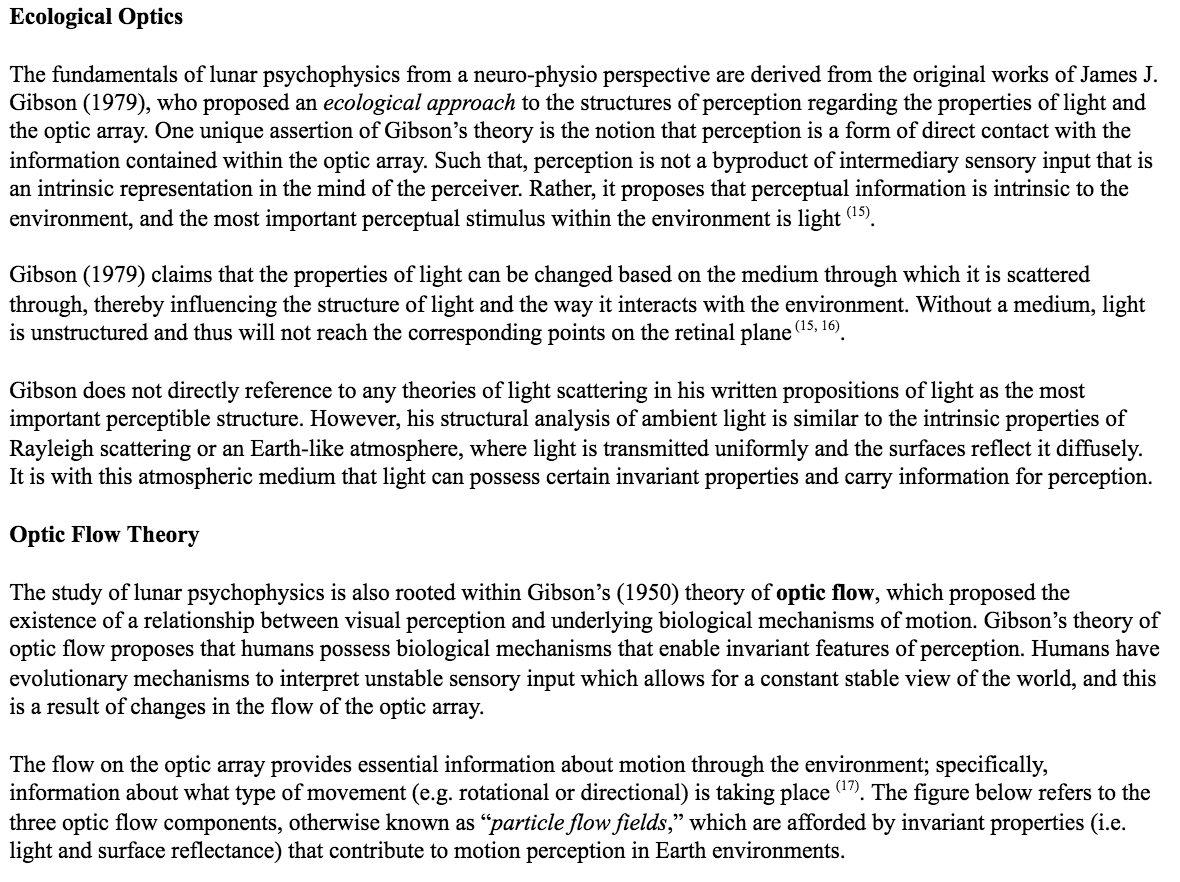 Ecological Optics
The fundamentals of lunar psychophysics from a neuro-physio perspective are derived from the original works of James J.
Gibson (1979), who proposed an ecological approach to the structures of perception regarding the properties of light and
the optic array. One unique assertion of Gibson’s theory is the notion that perception is a form of direct contact with the
information contained within the optic array. Such that, perception is not a byproduct of intermediary sensory input that is
an intrinsic representation in the mind of the perceiver. Rather, it proposes that perceptual information is intrinsic to the
environment, and the most important perceptual stimulus within the environment is light (15).
Gibson (1979) claims that the properties of light can be changed based on the medium through which it is scattered
through, thereby influencing the structure of light and the way it interacts with the environment. Without a medium, light
is unstructured and thus will not reach the corresponding points on the retinal plane (15, 16).
Gibson does not directly reference to any theories of light scattering in his written propositions of light as the most
important perceptible structure. However, his structural analysis of ambient light is similar to the intrinsic properties of
Rayleigh scattering or an Earth-like atmosphere, where light is transmitted uniformly and the surfaces reflect it diffusely.
It is with this atmospheric medium that light can possess certain invariant properties and carry information for perception.
Optic Flow Theory
The study of lunar psychophysics is also rooted within Gibson’s (1950) theory of optic flow, which proposed the
existence of a relationship between visual perception and underlying biological mechanisms of motion. Gibson’s theory of
optic flow proposes that humans possess biological mechanisms that enable invariant features of perception. Humans have
evolutionary mechanisms to interpret unstable sensory input which allows for a constant stable view of the world, and this
is a result of changes in the flow of the optic array.
The flow on the optic array provides essential information about motion through the environment; specifically,
information about what type of movement (e.g. rotational or directional) is taking place (17). The figure below refers to the
three optic flow components, otherwise known as “particle flow fields,” which are afforded by invariant properties (i.e.
light and surface reflectance) that contribute to motion perception in Earth environments.